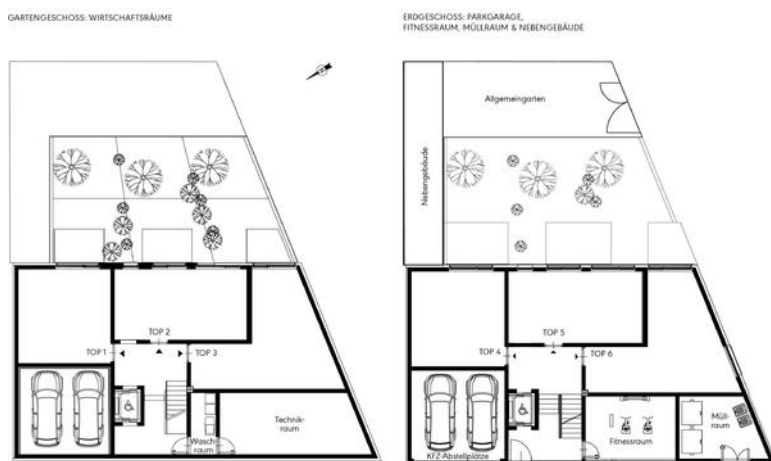 GARTENGESCHOSS: WIRTSCHAFTSRÄUME
TOP 1
TOP 2
TOP 3
Wasch-
raum
Technik-
raum
ERDGESCHOSS: PARKGARAGE,
FITNESSRAUM, MÜLLRAUM & NEBENGEBÄUDE
Allgemeingarten
Nebengebäude
TOP 4
TOP 5
TOP 6
KFZ-Abstellplätze
Fitnessraum
Müll-
raum